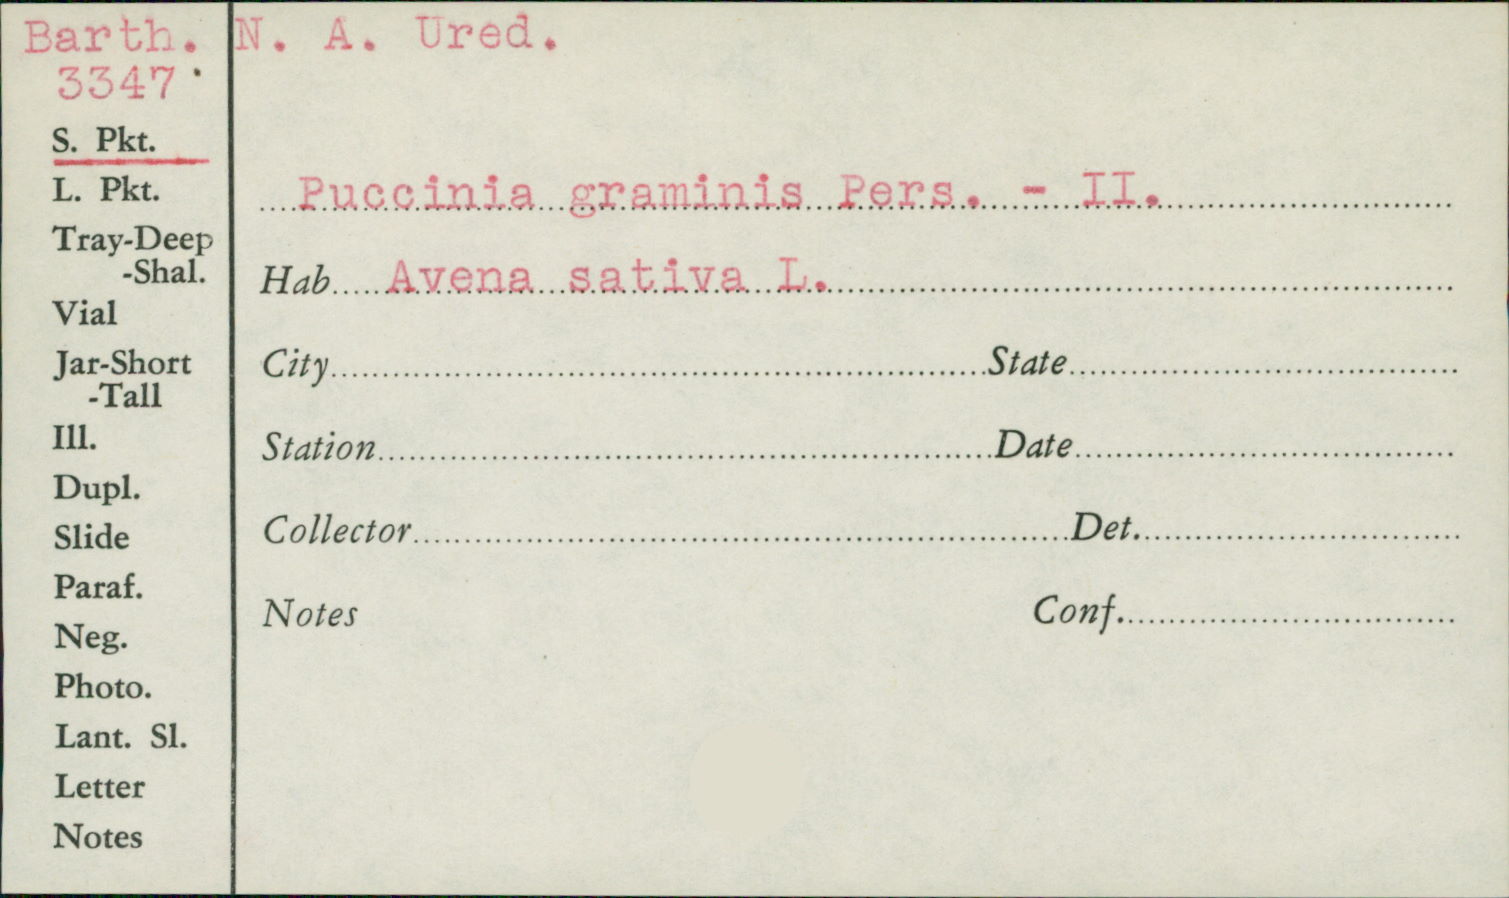 Barth. N. A. Ured.
3347
S. Pkt.
L. Pkt.
Tray-Deep
-Shal.
Vial
Jar-Short
-Tall
Ill.
Dupl.
Slide
Paraf.
Neg.
Photo.
Lant. Sl.
Letter
Notes
Puccinia graminis Pers. - II.
Hab Avena sativa L.
City State
Station Date
Collector Det.
Notes Conf.